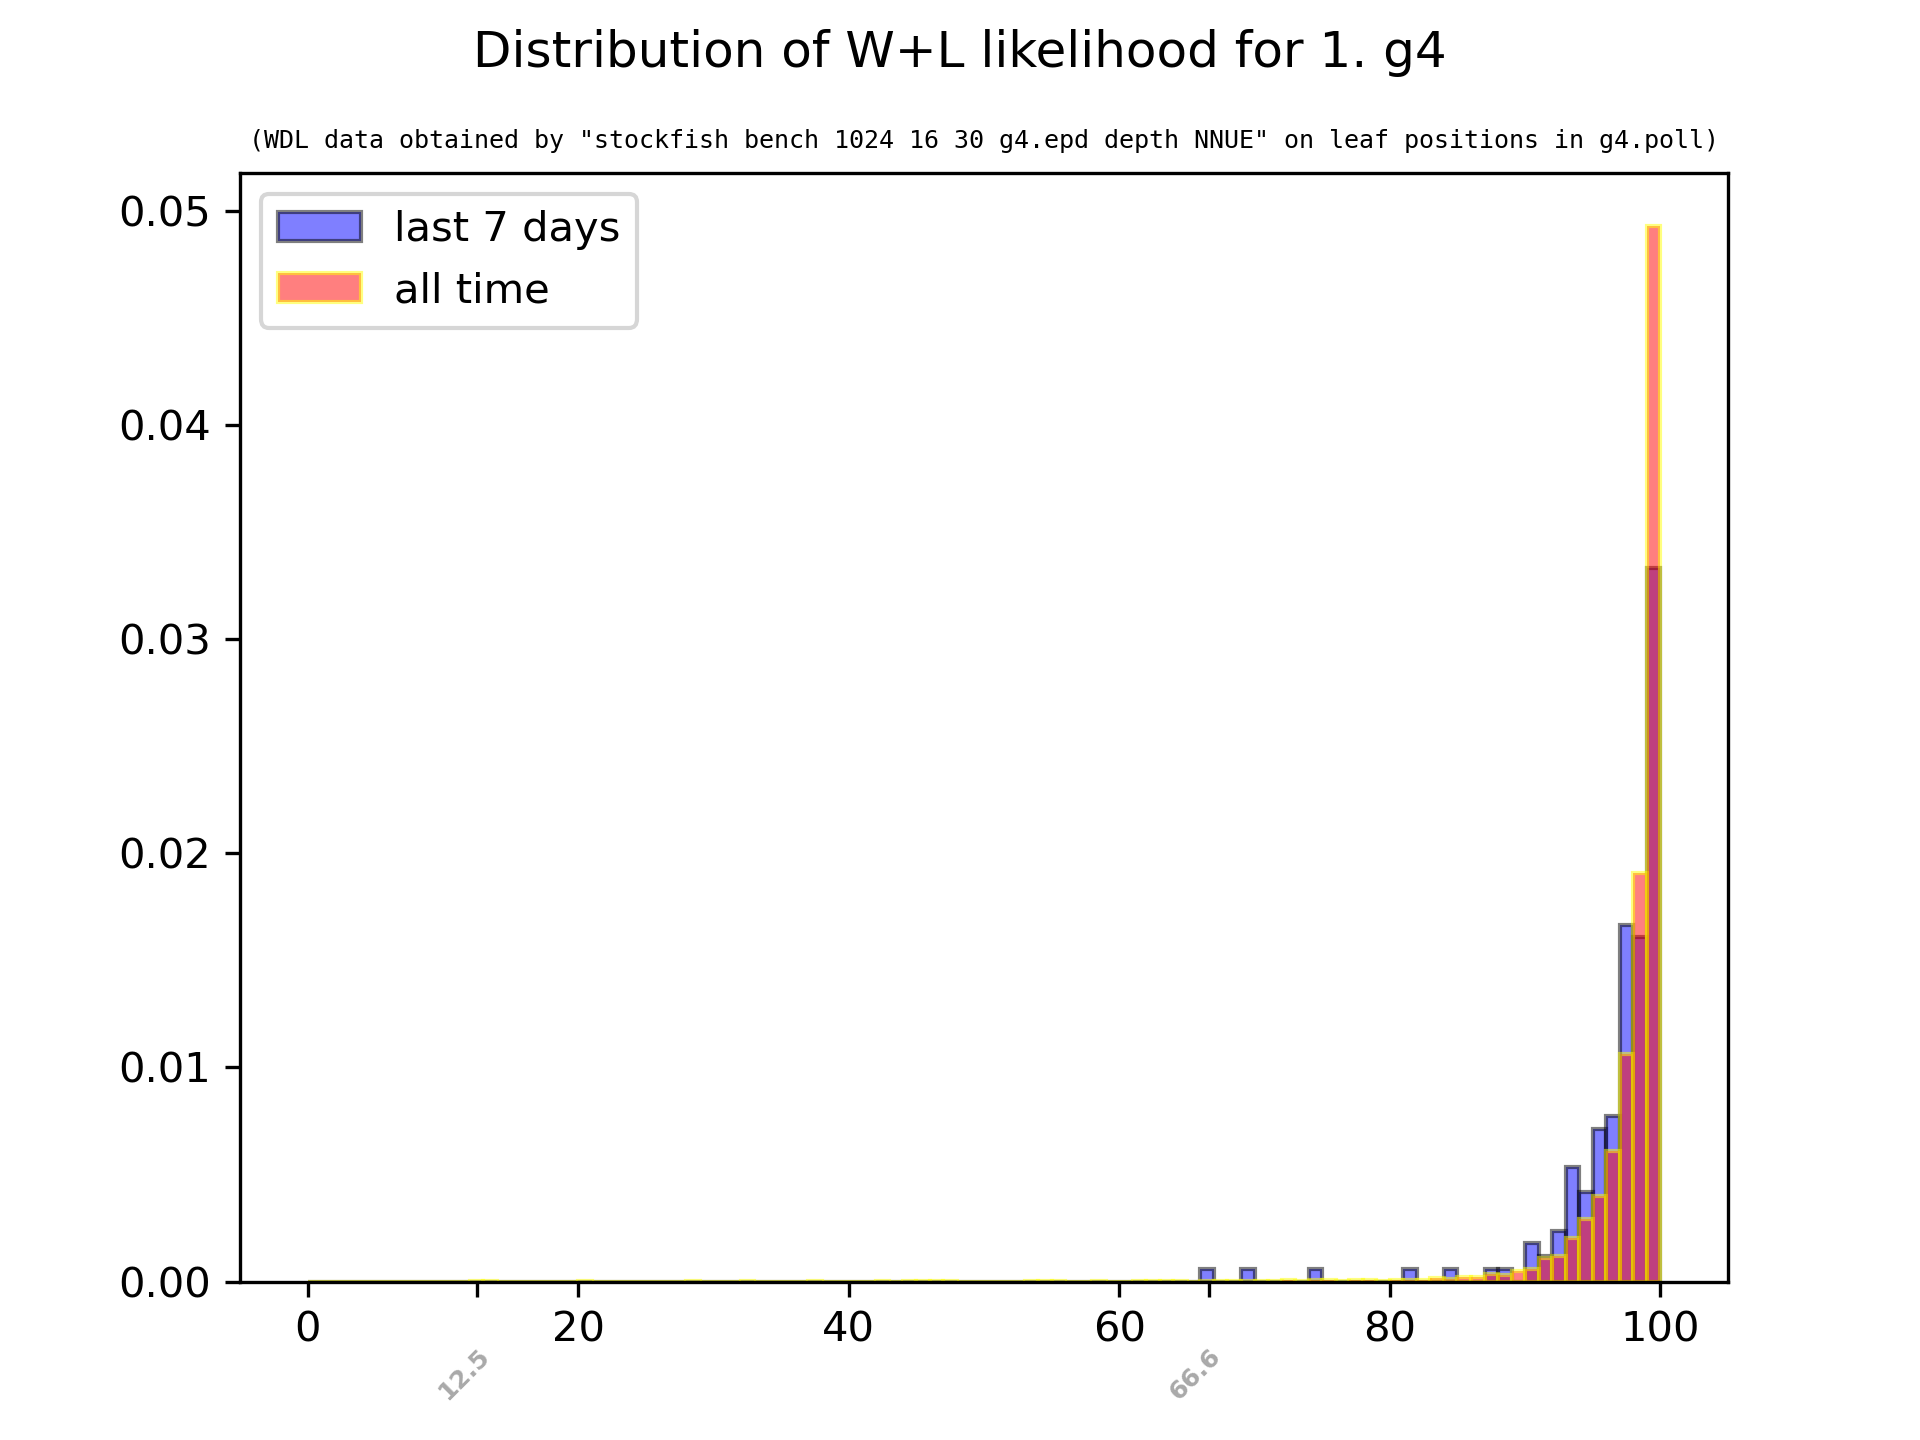 Distribution of W+L likelihood for 1. g4
(WDL data obtained by "stockfish bench 1024 16 30 g4.epd depth NNUE" on leaf positions in g4.poll)
last 7 days
all time
0.05
0.04
0.03
0.02
0.01
0.00
0 20 40 60 80 100
12.5 66.6